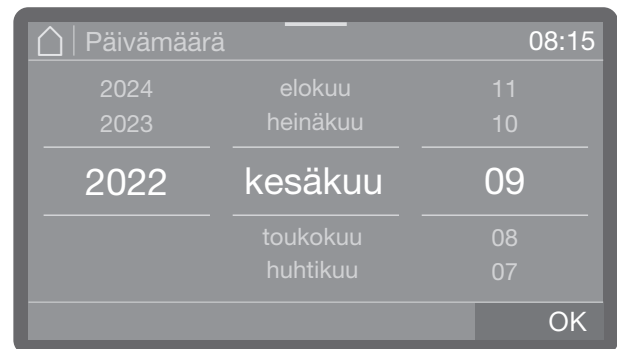 Päivämäärä 08:15
2024 elokuu 11
2023 heinäkuu 10
2022 kesäkuu 09
toukokuu 08
huhtikuu 07
OK